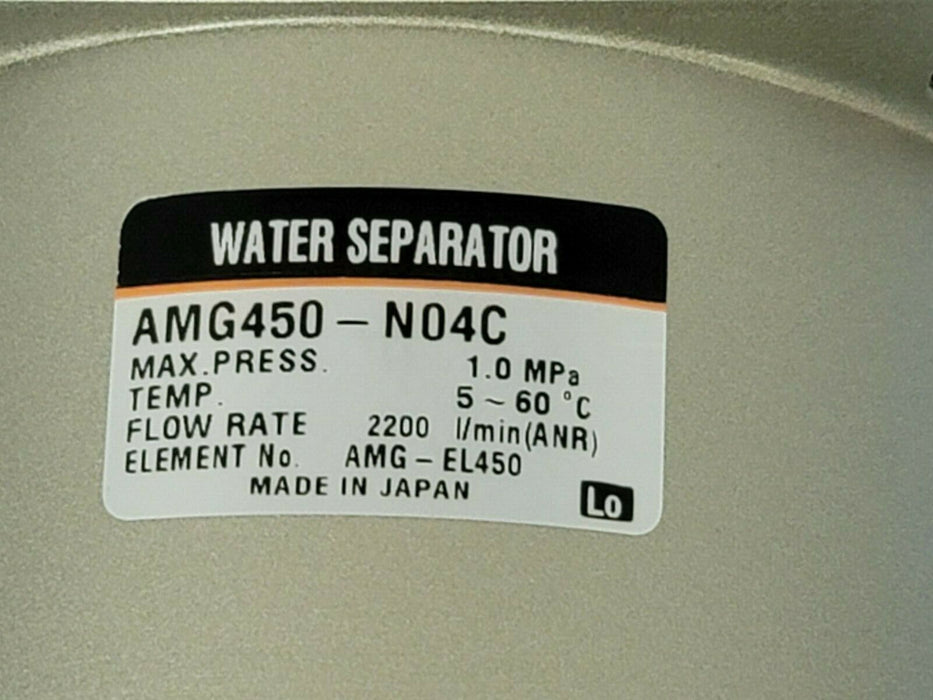 WATER SEPARATOR
AMG450 – N04C
MAX.PRESS. 1.0 MPa
TEMP. 5 ~ 60 °C
FLOW RATE 2200 l/min(ANR)
ELEMENT No. AMG – EL450
MADE IN JAPAN
Lo